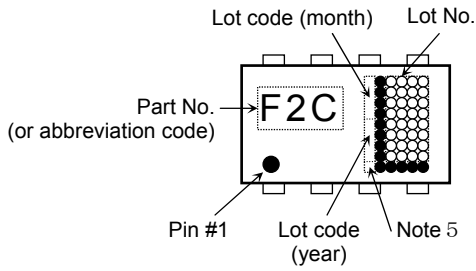 Lot code (month)
Lot No.
Part No.
(or abbreviation code)
F2C
Pin #1
Lot code
(year)
Note 5